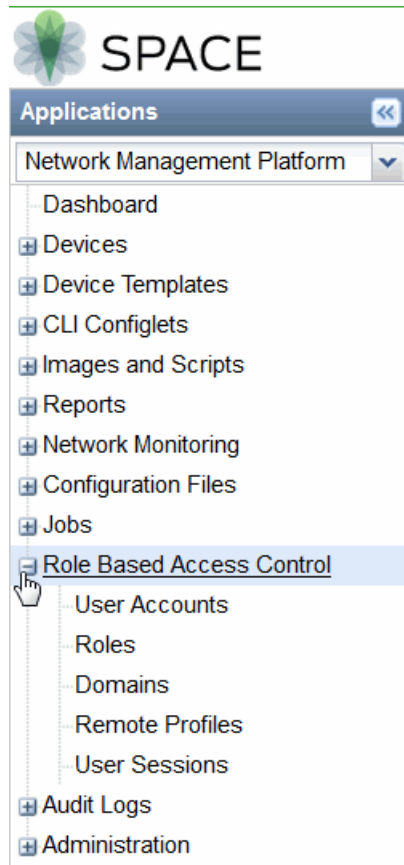 SPACE
Applications
Network Management Platform
Dashboard
Devices
Device Templates
CLI Configlets
Images and Scripts
Reports
Network Monitoring
Configuration Files
Jobs
Role Based Access Control
User Accounts
Roles
Domains
Remote Profiles
User Sessions
Audit Logs
Administration